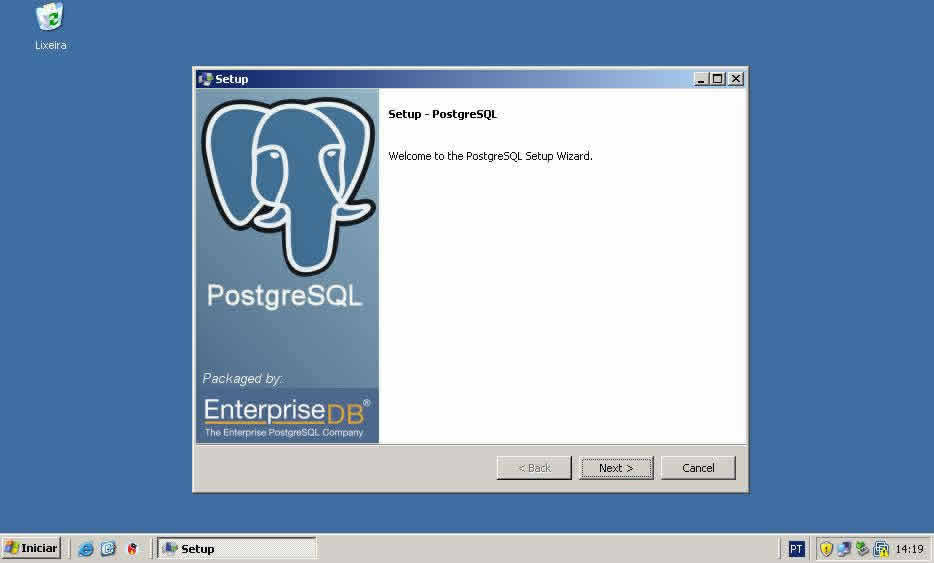 Lixeira
Setup
Setup - PostgreSQL
Welcome to the PostgreSQL Setup Wizard.
PostgreSQL
Packaged by:
EnterpriseDB®
The Enterprise PostgreSQL Company
< Back
Next >
Cancel
Iniciar
Setup
PT
14:19